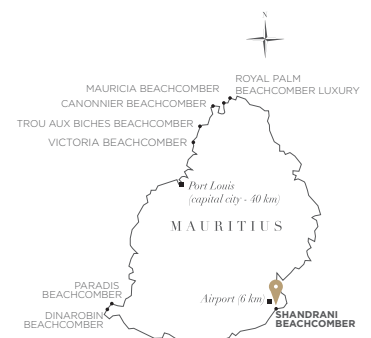 N
ROYAL PALM
BEACHCOMBER LUXURY
MAURICIA BEACHCOMBER
CANONNIER BEACHCOMBER
TROU AUX BICHES BEACHCOMBER
VICTORIA BEACHCOMBER
Port Louis
(capital city - 40 km)
MAURITIUS
PARADIS
BEACHCOMBER
DINAROBIN
BEACHCOMBER
Airport (6 km)
SHANDRANI
BEACHCOMBER